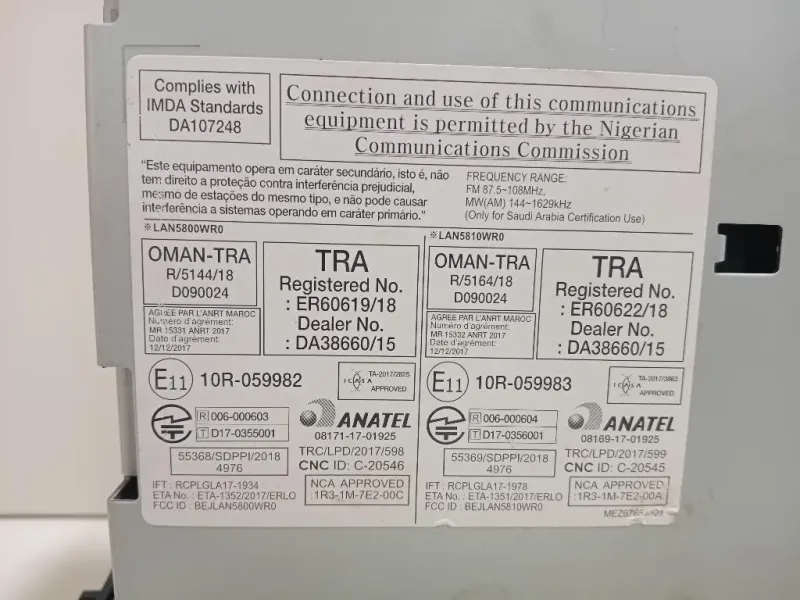 Complies with
IMDA Standards
DA107248
Connection and use of this communications
equipment is permitted by the Nigerian
Communications Commission
"Este equipamento opera em caráter secundário, isto é, não
tem direito a proteção contra interferência prejudicial,
mesmo de estações do mesmo tipo, e não pode causar
interferência a sistemas operando em caráter primário."
FREQUENCY RANGE:
FM 87.5~108MHz,
MW(AM) 144~1629kHz
(Only for Saudi Arabia Certification Use)
※LAN5800WR0
OMAN-TRA
R/5144/18
D090024
TRA
Registered No.
: ER60619/18
Dealer No.
: DA38660/15
AGREE PAR L'ANRT MAROC
Numéro d'agrément:
MR 15331 ANRT 2017
Date d'agrément:
12/12/2017
E11 10R-059982
ICASA
TA-2017/2825
APPROVED
R 006-000603
T D17-0355001
ANATEL
08171-17-01925
55368/SDPPI/2018
4976
TRC/LPD/2017/598
CNC ID: C-20546
IFT : RCPLGLA17-1934
ETA No. : ETA-1352/2017/ERLO
FCC ID : BEJLAN5800WR0
NCA APPROVED
:1R3-1M-7E2-00C
※LAN5810WR0
OMAN-TRA
R/5164/18
D090024
TRA
Registered No.
: ER60622/18
Dealer No.
: DA38660/15
AGREE PAR L'ANRT MAROC
Numéro d'agrément:
MR 15332 ANRT 2017
Date d'agrément:
12/12/2017
E11 10R-059983
ICASA
TA-2017/3863
APPROVED
R 006-000604
T D17-0356001
ANATEL
08169-17-01925
55369/SDPPI/2018
4976
TRC/LPD/2017/599
CNC ID: C-20545
IFT : RCPLGLA17-1978
ETA No. : ETA-1351/2017/ERLO
FCC ID : BEJLAN5810WR0
NCA APPROVED
:1R3-1M-7E2-00A